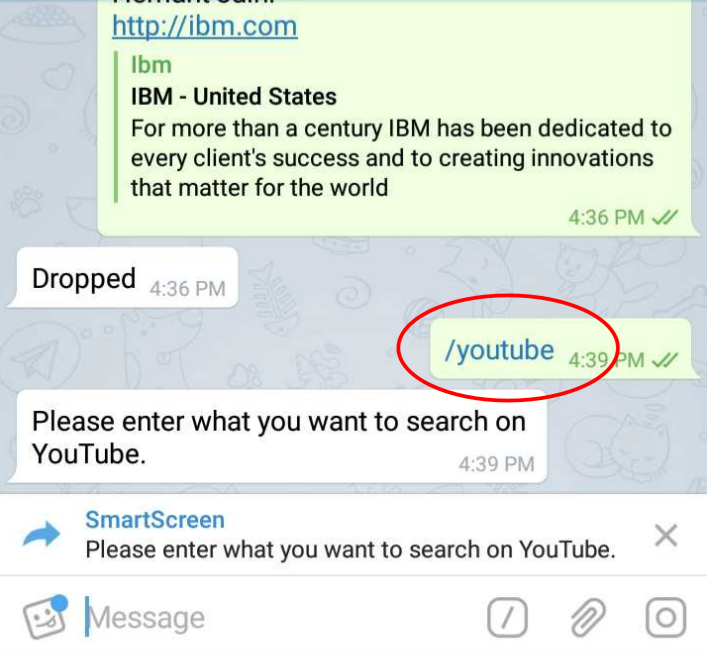 http://ibm.com
Ibm
IBM - United States
For more than a century IBM has been dedicated to
every client's success and to creating innovations
that matter for the world
4:36 PM
Dropped 4:36 PM
/youtube 4:39 PM
Please enter what you want to search on
YouTube.
4:39 PM
SmartScreen
Please enter what you want to search on YouTube.
Message